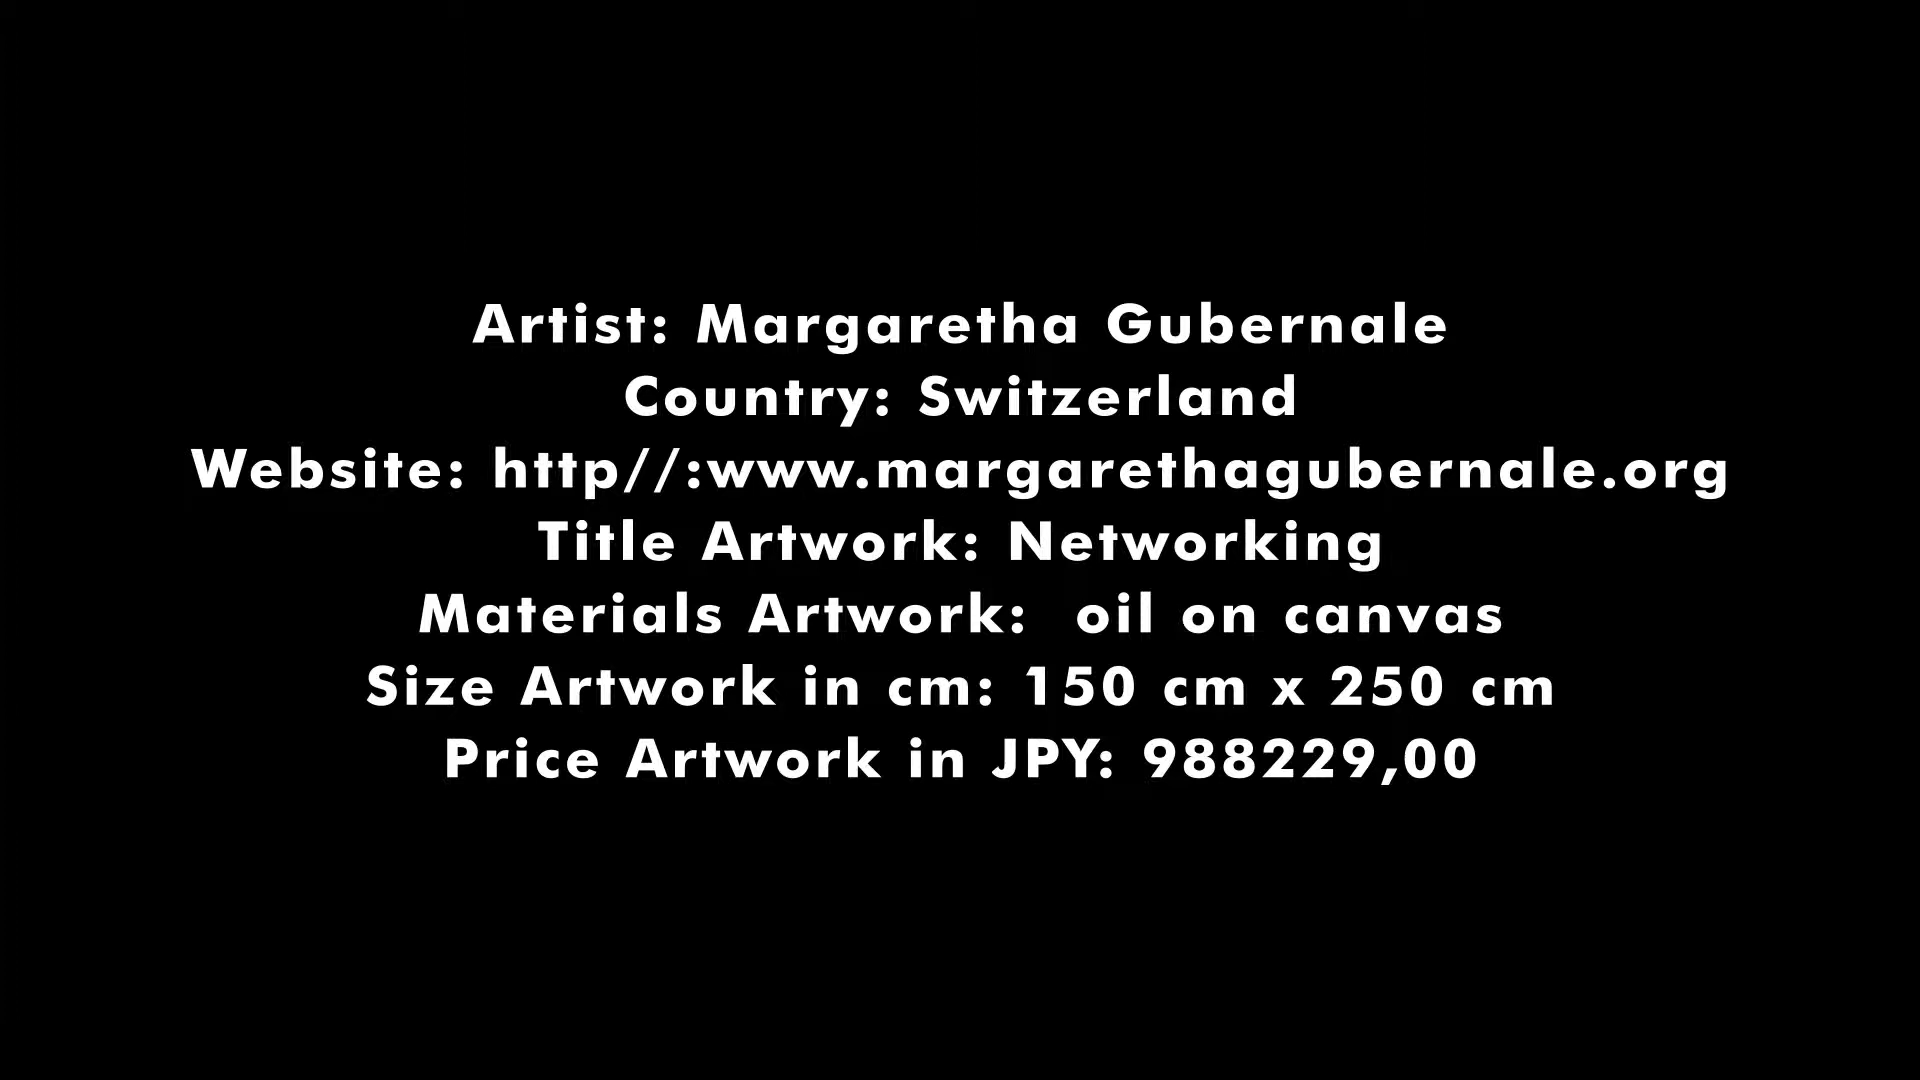 Artist: Margaretha Gubernale
Country: Switzerland
Website: http//:www.margarethagubernale.org
Title Artwork: Networking
Materials Artwork:  oil on canvas
Size Artwork in cm: 150 cm x 250 cm
Price Artwork in JPY: 988229,00